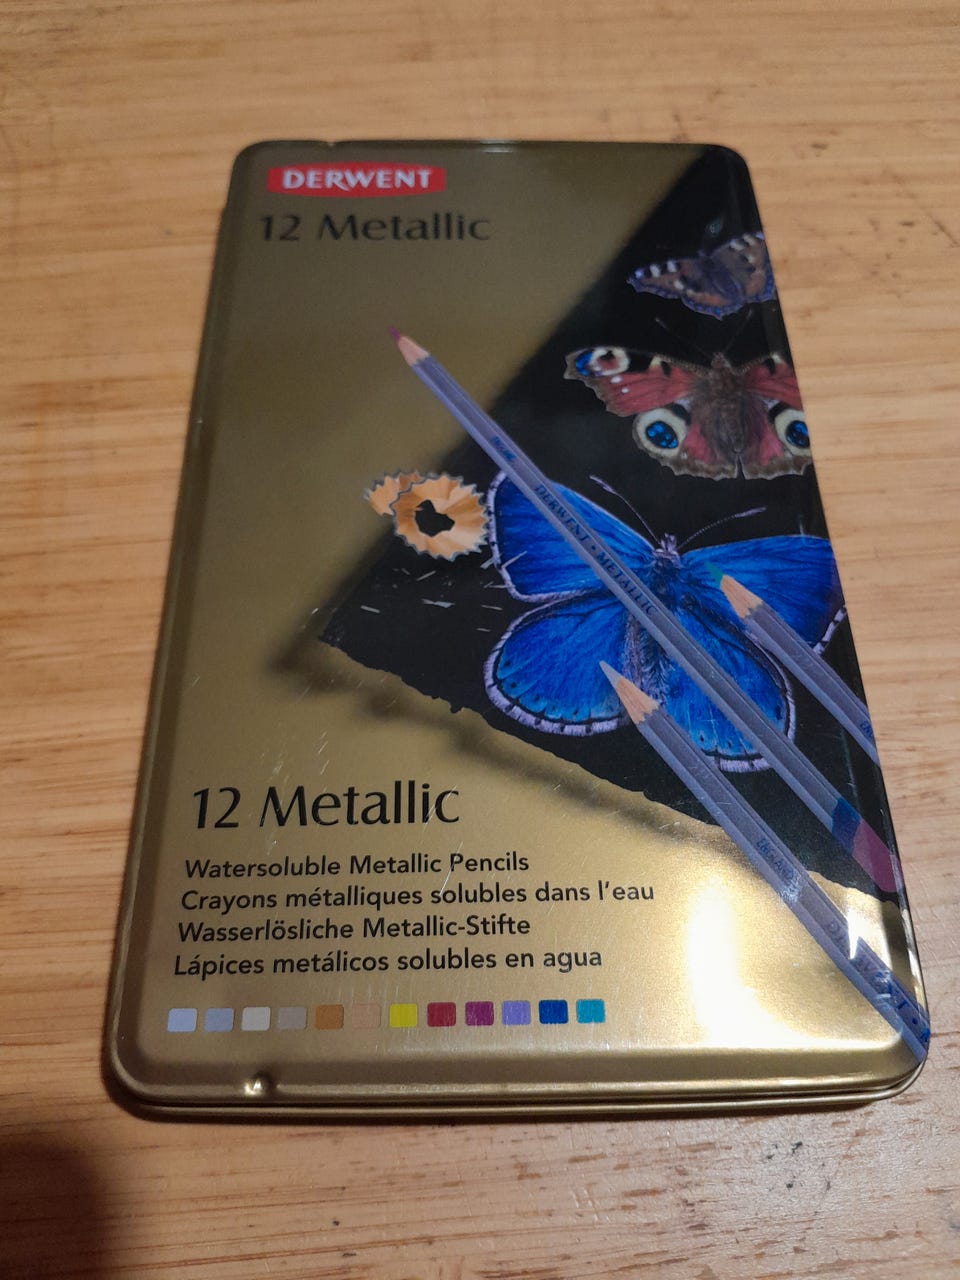 DERWENT
12 Metallic
DERWENT • METALLIC
12 Metallic
Watersoluble Metallic Pencils
Crayons métalliques solubles dans l'eau
Wasserlösliche Metallic-Stifte
Lápices metálicos solubles en agua